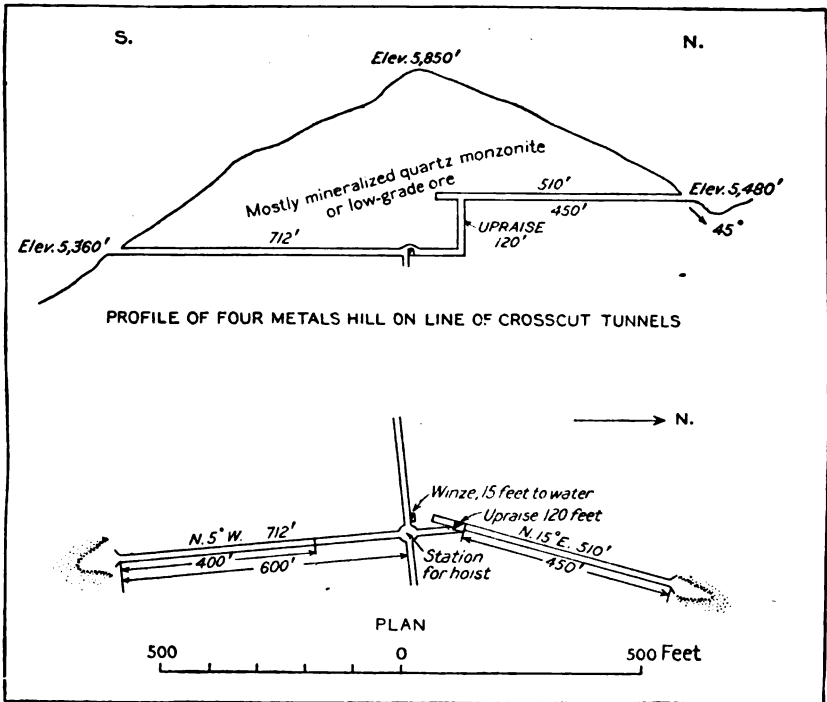 S.
N.
Elev. 5,850'
Mostly mineralized quartz monzonite
or low-grade ore
510'
Elev. 5,480'
450'
712'
UPRAISE
120'
45°
Elev. 5,360'
PROFILE OF FOUR METALS HILL ON LINE OF CROSSCUT TUNNELS
N.
Winze, 15 feet to water
Upraise 120 feet
N. 5° W. 712'
N. 15° E. 510'
400'
Station
for hoist
450'
600'
PLAN
500 0 500 Feet